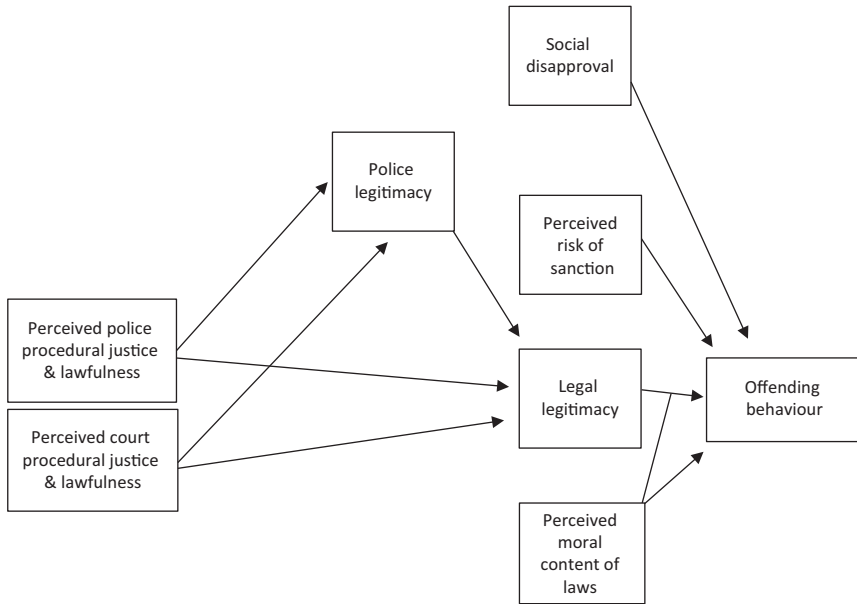 Social
disapproval
Police
legitimacy
Perceived
risk of
sanction
Perceived police
procedural justice
& lawfulness
Legal
legitimacy
Offending
behaviour
Perceived court
procedural justice
& lawfulness
Perceived
moral
content of
laws